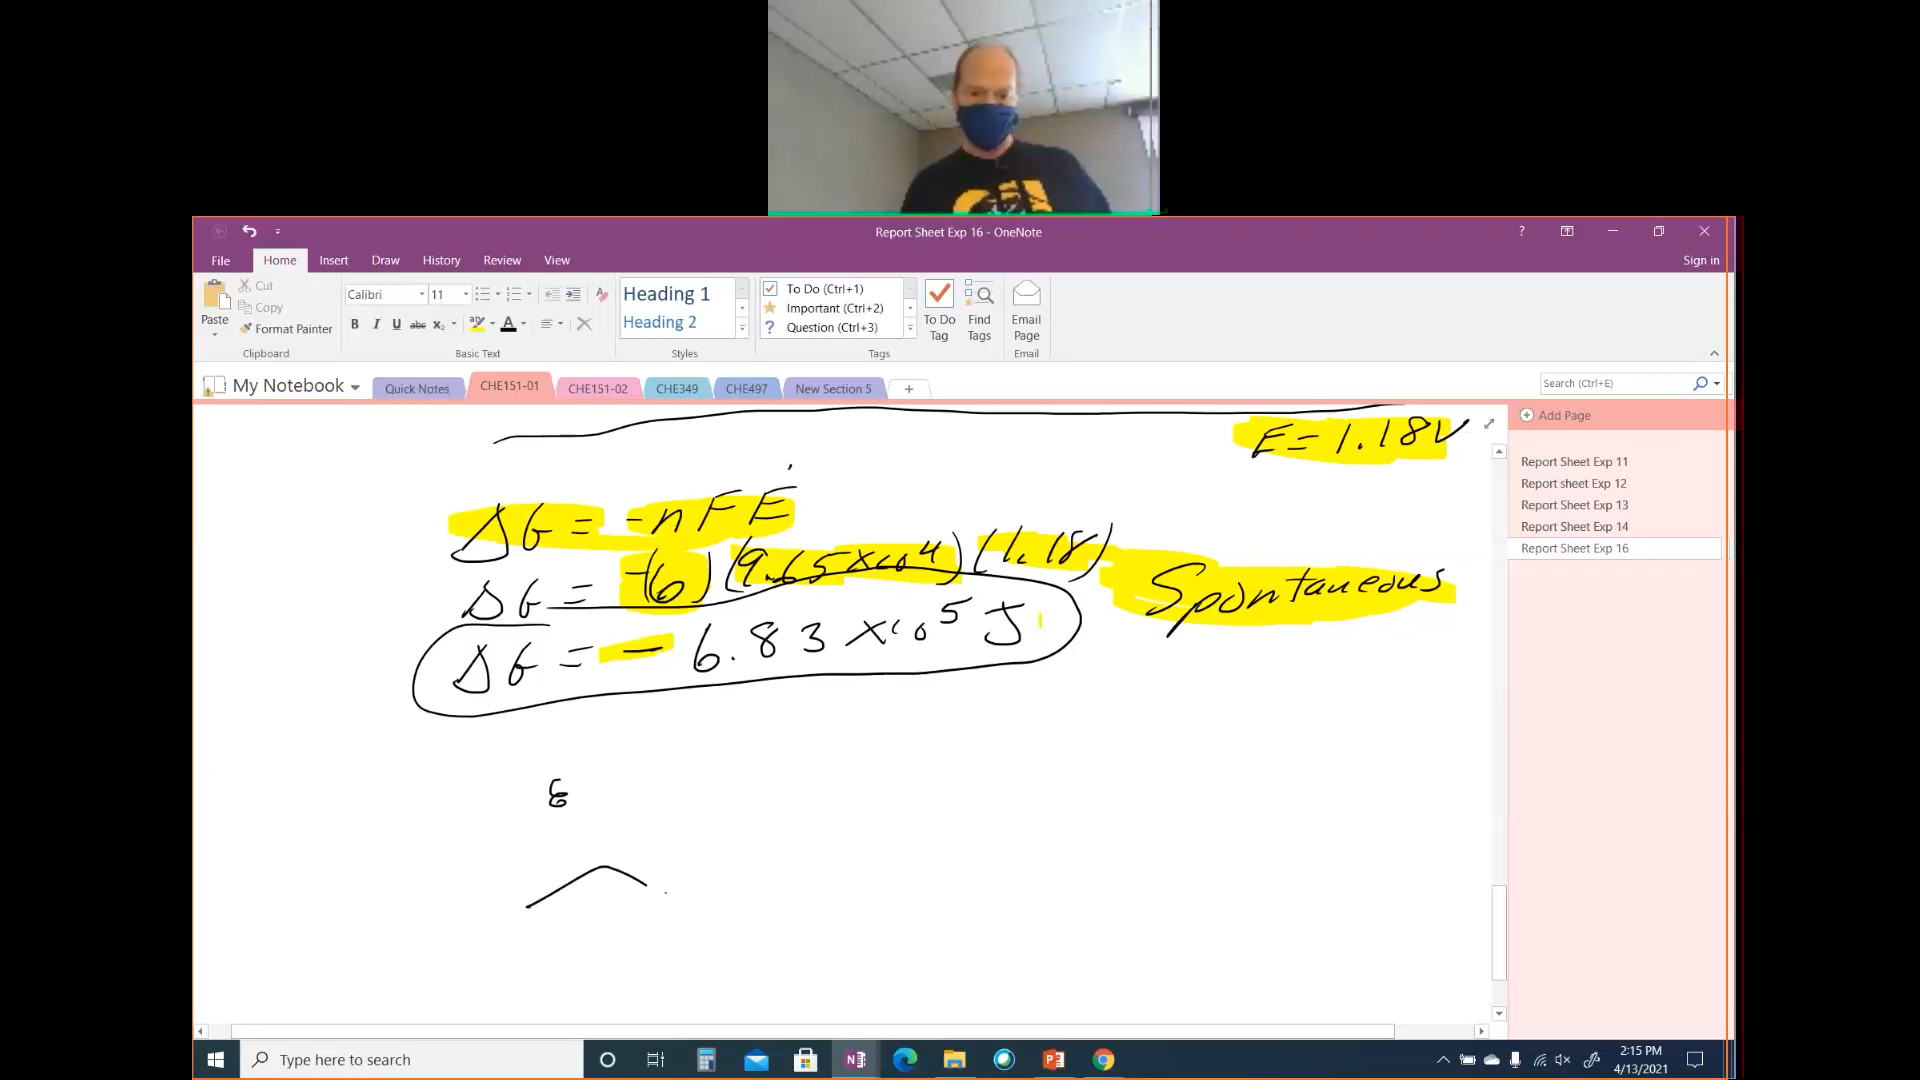 Report Sheet Exp 16 - OneNote
?
File Home Insert Draw History Review View Sign in
Paste Cut Copy Format Painter Clipboard
Calibri 11
B I U abc X₂ A Basic Text
Heading 1
Heading 2
Styles
To Do (Ctrl+1)
Important (Ctrl+2)
? Question (Ctrl+3)
Tags
To Do Tag
Find Tags
Email Page
Email
My Notebook Quick Notes CHE151-01 CHE151-02 CHE349 CHE497 New Section 5 +
Search (Ctrl+E)
Add Page
Report Sheet Exp 11
Report sheet Exp 12
Report Sheet Exp 13
Report Sheet Exp 14
Report Sheet Exp 16
E = 1.18V
ΔG = -nFE
ΔG = -(6)(9.65x10⁴)(1.18) Spontaneous
ΔG = - 6.83 x10⁵ J
Type here to search
2:15 PM
4/13/2021